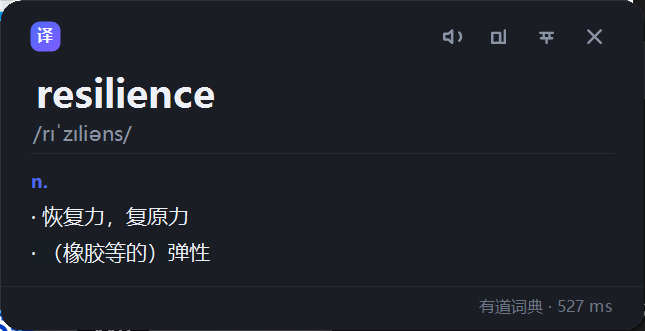 译
resilience
/rɪˈzɪliəns/
n.
· 恢复力，复原力
· （橡胶等的）弹性
有道词典 · 527 ms